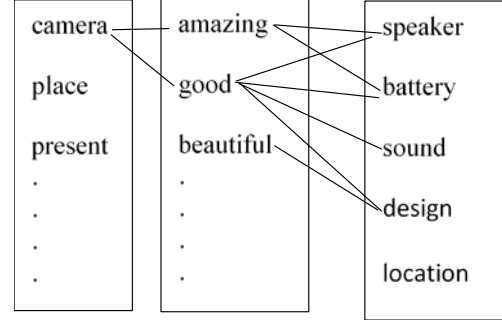 camera
place
present
.
.
.
.
amazing
good
beautiful
.
.
.
.
speaker
battery
sound
design
location